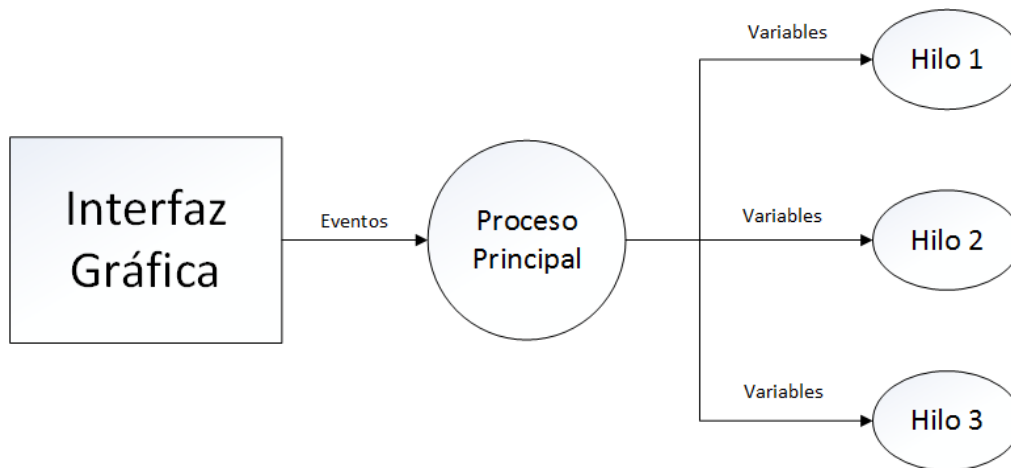 Interfaz
Gráfica
Eventos
Proceso
Principal
Variables
Hilo 1
Variables
Hilo 2
Variables
Hilo 3